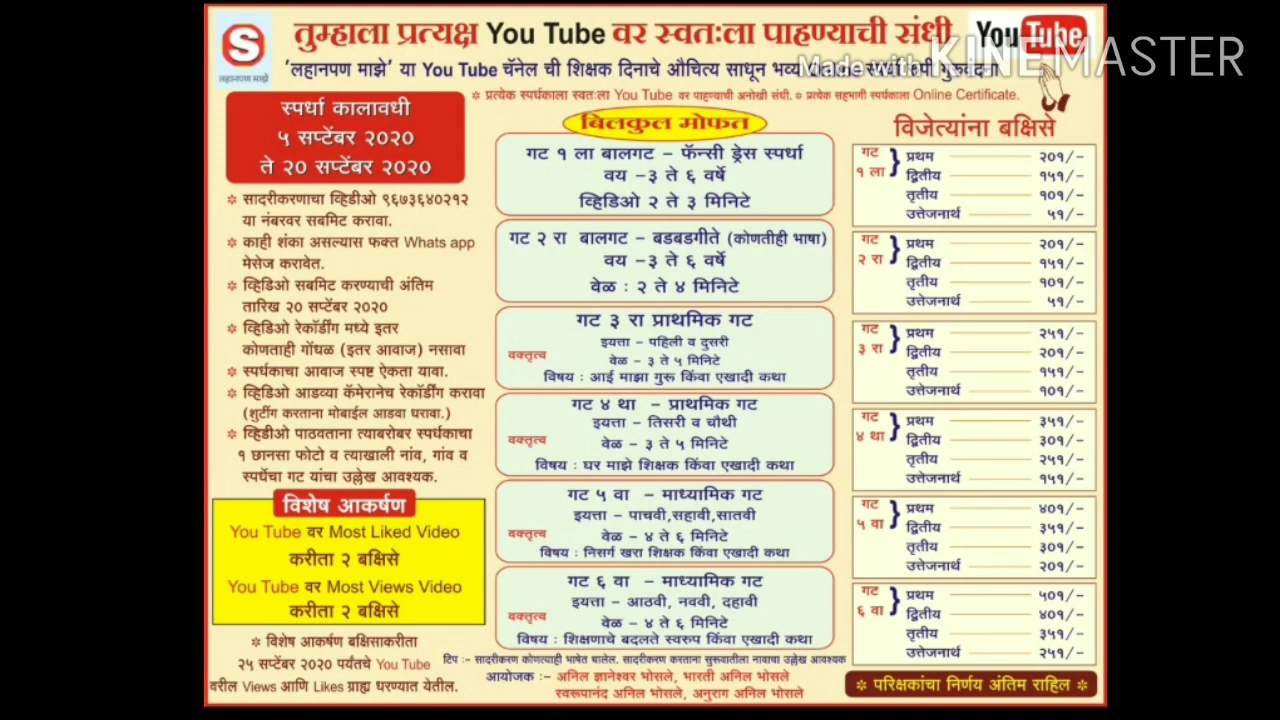 S
लहानपण माझे
तुम्हाला प्रत्यक्ष You Tube वर स्वतःला पाहण्याची संधी
You Tube
Made with KINEMASTER
'लहानपण माझे' या You Tube चॅनेल ची शिक्षक दिनाचे औचित्य साधून भव्य
❉ प्रत्येक स्पर्धकाला स्वतःला You Tube वर पाहण्याची अनोखी संधी. ❉ प्रत्येक सहभागी स्पर्धकाला Online Certificate.
स्पर्धा कालावधी
५ सप्टेंबर २०२०
ते २० सप्टेंबर २०२०
❉ सादरीकरणाचा व्हिडीओ ९६७३६४०२१२
या नंबरवर सबमिट करावा.
❉ काही शंका असल्यास फक्त Whats app
मेसेज करावेत.
❉ व्हिडिओ सबमिट करण्याची अंतिम
तारिख २० सप्टेंबर २०२०
❉ व्हिडिओ रेकॉर्डींग मध्ये इतर
कोणताही गोंघळ (इतर आवाज) नसावा
❉ स्पर्धकाचा आवाज स्पष्ट ऐकता यावा.
❉ व्हिडिओ आडव्या कॅमेरानेच रेकॉर्डींग करावा
(शुटींग करताना मोबाईल आडवा धरावा.)
❉ व्हिडीओ पाठवताना त्याबरोबर स्पर्धकाचा
१ छानसा फोटो व त्याखाली नांव, गांव व
स्पर्धेचा गट यांचा उल्लेख आवश्यक.
विशेष आकर्षण
You Tube वर Most Liked Video
करीता २ बक्षिसे
You Tube वर Most Views Video
करीता २ बक्षिसे
❉ विशेष आकर्षण बक्षिसाकरीता
२५ सप्टेंबर २०२० पर्यंतचे You Tube
वरील Views आणि Likes ग्राह्य धरण्यात येतील.
बिलकुल मोफत
गट १ ला बालगट – फॅन्सी ड्रेस स्पर्धा
वय –३ ते ६ वर्षे
व्हिडिओ २ ते ३ मिनिटे
गट २ रा बालगट – बडबडगीते (कोणतीही भाषा)
वय –३ ते ६ वर्षे
वेळ : २ ते ४ मिनिटे
गट ३ रा प्राथमिक गट
इयत्ता – पहिली व दुसरी
वक्तृत्व वेळ – ३ ते ५ मिनिटे
विषय : आई माझा गुरू किंवा एखादी कथा
गट ४ था – प्राथमिक गट
इयत्ता – तिसरी व चौथी
वक्तृत्व वेळ – ३ ते ५ मिनिटे
विषय : घर माझे शिक्षक किंवा एखादी कथा
गट ५ वा – माध्यामिक गट
इयत्ता – पाचवी,सहावी,सातवी
वक्तृत्व वेळ – ४ ते ६ मिनिटे
विषय : निसर्ग खरा शिक्षक किंवा एखादी कथा
गट ६ वा – माध्यामिक गट
इयत्ता – आठवी, नववी, दहावी
वक्तृत्व वेळ – ४ ते ६ मिनिटे
विषय : शिक्षणाचे बदलते स्वरुप किंवा एखादी कथा
टिप :– सादरीकरण कोणत्याही भाषेत चालेल. सादरीकरण करताना सुरूवातीला नावाचा उल्लेख आवश्यक
आयोजक :– अनिल ज्ञानेश्वर भोसले, भारती अनिल भोसले
स्वरूपानंद अनिल भोसले, अनुराग अनिल भोसले
विजेत्यांना बक्षिसे
गट १ ला
प्रथम २०१/-
द्वितीय १५१/-
तृतीय १०१/-
उत्तेजनार्थ ५१/-
गट २ रा
प्रथम २०१/-
द्वितीय १५१/-
तृतीय १०१/-
उत्तेजनार्थ ५१/-
गट ३ रा
प्रथम २५१/-
द्वितीय २०१/-
तृतीय १५१/-
उत्तेजनार्थ १०१/-
गट ४ था
प्रथम ३५१/-
द्वितीय ३०१/-
तृतीय २५१/-
उत्तेजनार्थ १५१/-
गट ५ वा
प्रथम ४०१/-
द्वितीय ३५१/-
तृतीय ३०१/-
उत्तेजनार्थ २०१/-
गट ६ वा
प्रथम ५०१/-
द्वितीय ४०१/-
तृतीय ३५१/-
उत्तेजनार्थ २५१/-
❉ परिक्षकांचा निर्णय अंतिम राहिल ❉